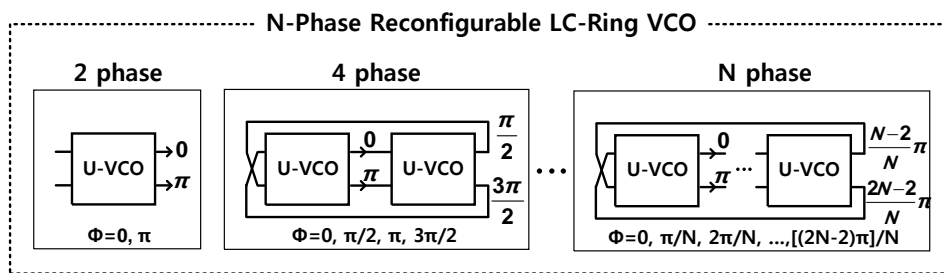 N-Phase Reconfigurable LC-Ring VCO
2 phase
U-VCO
0
π
Φ=0, π
4 phase
U-VCO
0
π
U-VCO
π/2
3π/2
Φ=0, π/2, π, 3π/2
...
N phase
U-VCO
0
π
...
U-VCO
N-2/N π
2N-2/N π
Φ=0, π/N, 2π/N, ...,[(2N-2)π]/N